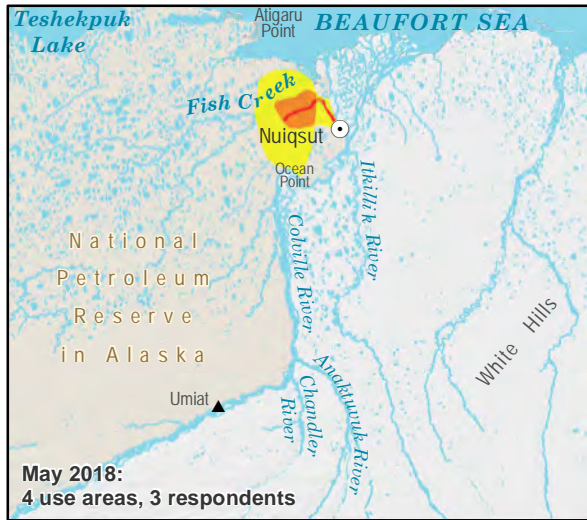 Teshekpuk
Lake
Atigaru
Point
BEAUFORT SEA
Fish Creek
Nuiqsut
Ocean
Point
Itkillik River
Colville River
National
Petroleum
Reserve
in Alaska
White Hills
Umiat
Anaktuvuk River
Chandler
River
May 2018:
4 use areas, 3 respondents